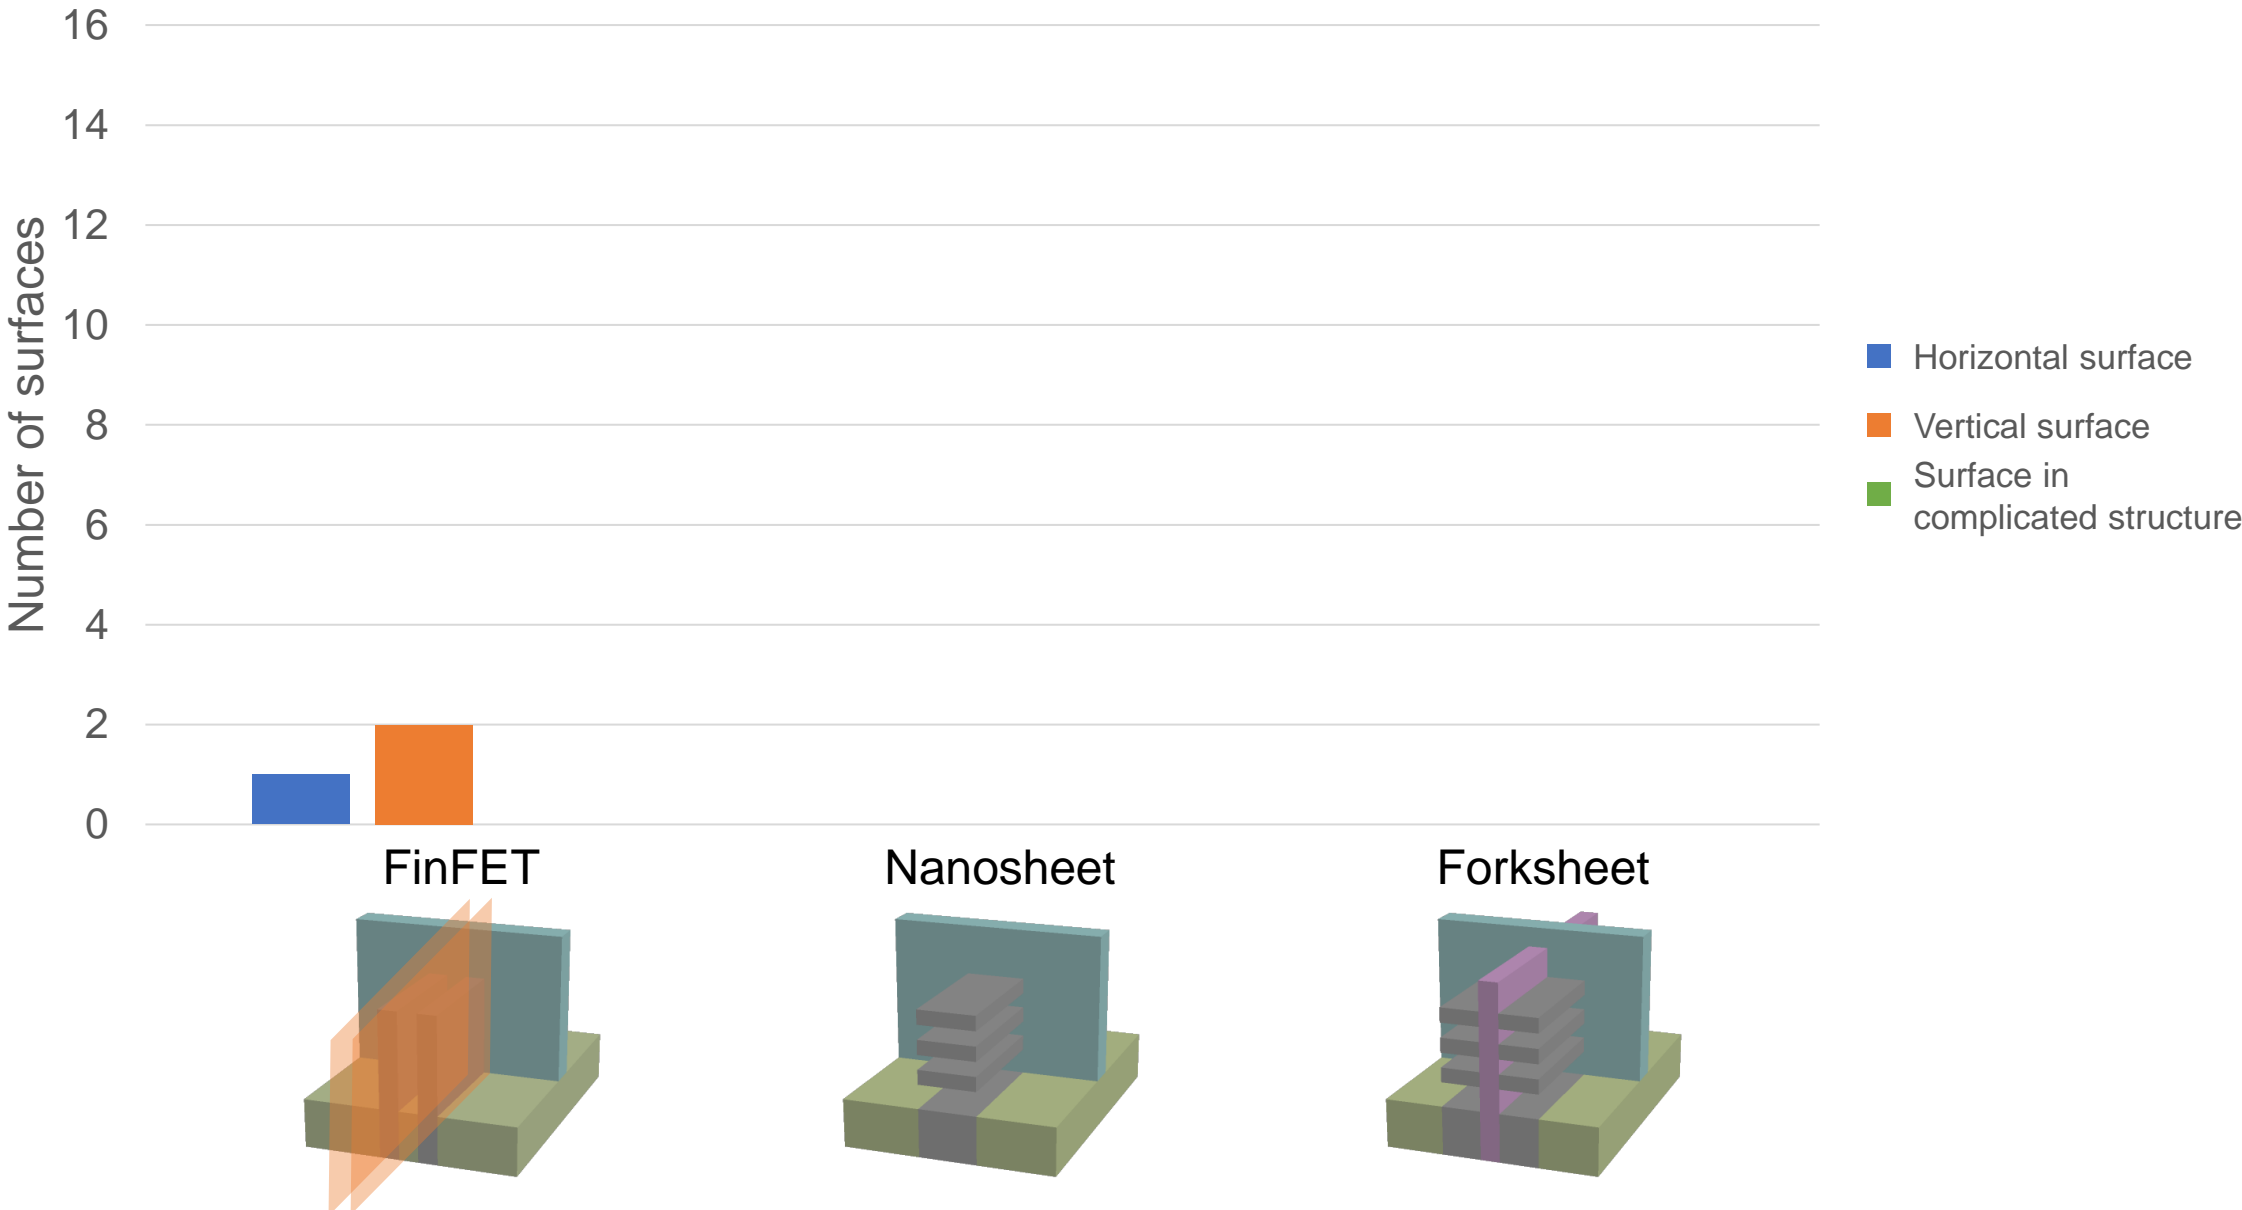 Number of surfaces
16
14
12
10
8
6
4
2
0
FinFET
Nanosheet
Forksheet
Horizontal surface
Vertical surface
Surface in
complicated structure